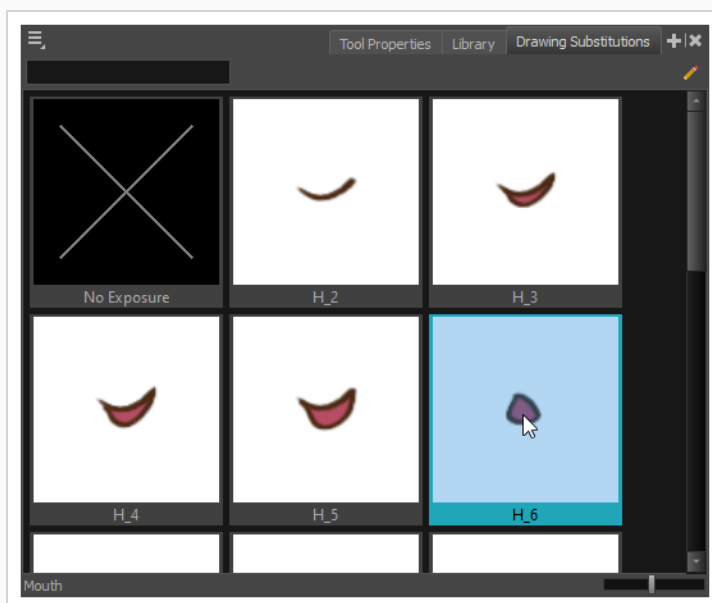 Tool Properties Library Drawing Substitutions
No Exposure H_2 H_3
H_4 H_5 H_6
Mouth